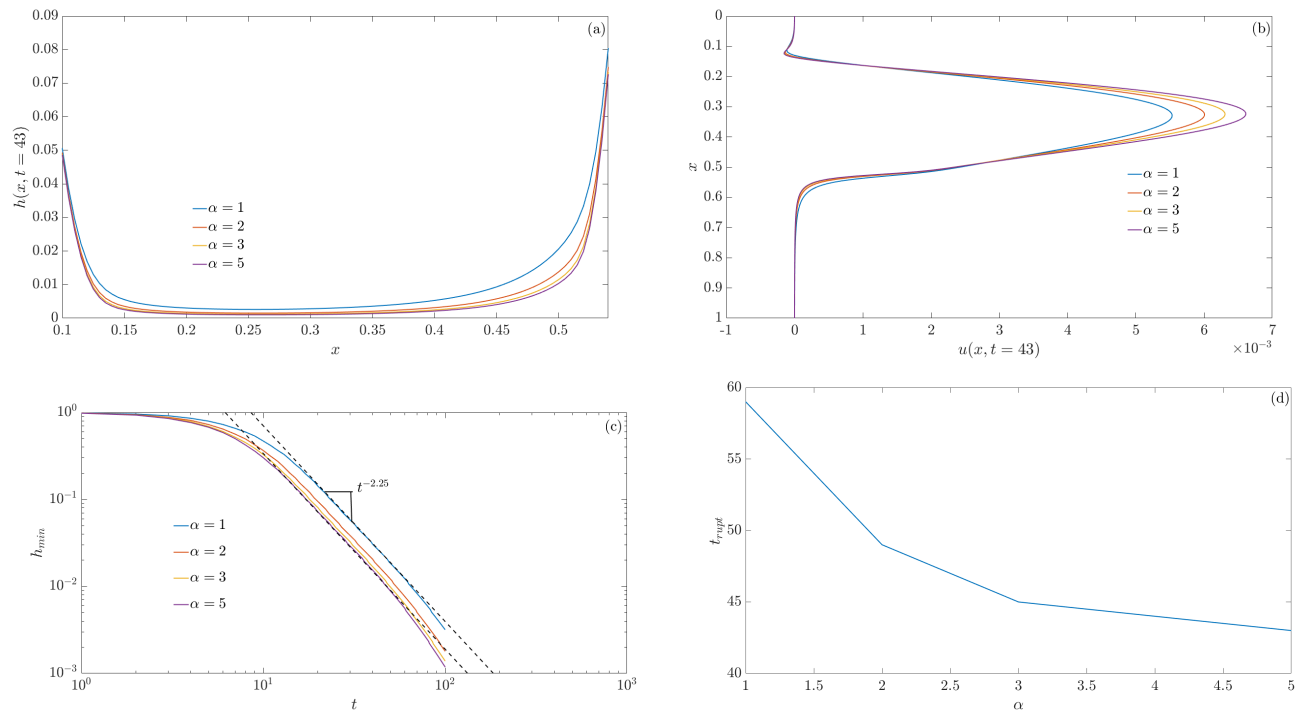 (a)
0.09
0.08
0.07
0.06
0.05
0.04
0.03
0.02
0.01
0
h(x, t = 43)
α = 1
α = 2
α = 3
α = 5
0.1 0.15 0.2 0.25 0.3 0.35 0.4 0.45 0.5
x
(b)
0
0.1
0.2
0.3
0.4
0.5
0.6
0.7
0.8
0.9
1
x
α = 1
α = 2
α = 3
α = 5
-1 0 1 2 3 4 5 6 7
u(x, t = 43)
×10⁻³
(c)
10⁰
10⁻¹
10⁻²
10⁻³
h_min
t^−2.25
α = 1
α = 2
α = 3
α = 5
10⁰ 10¹ 10² 10³
t
(d)
60
55
50
45
40
t_rupt
1 1.5 2 2.5 3 3.5 4 4.5 5
α